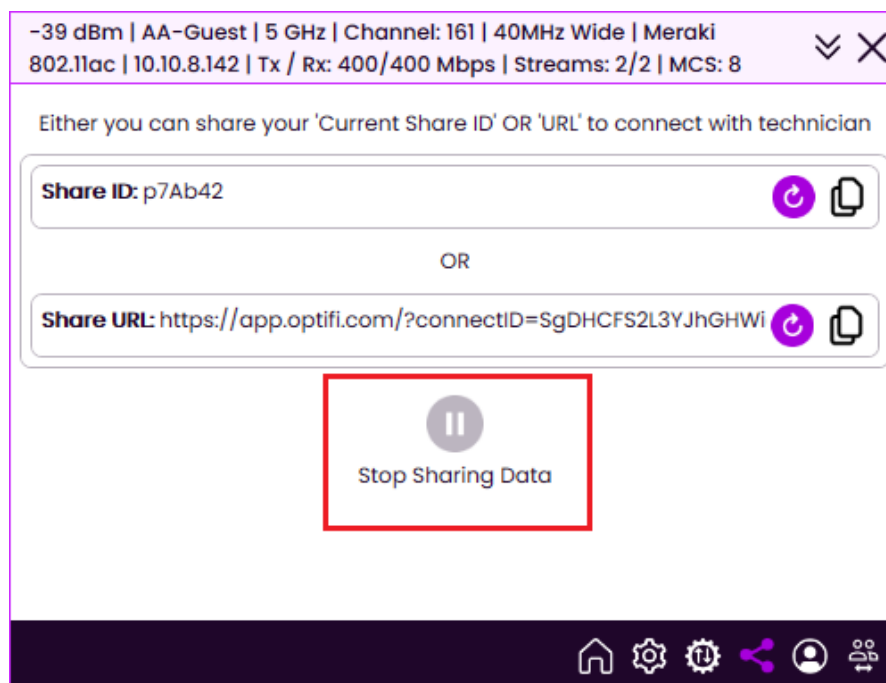 -39 dBm | AA-Guest | 5 GHz | Channel: 161 | 40MHz Wide | Meraki
802.11ac | 10.10.8.142 | Tx / Rx: 400/400 Mbps | Streams: 2/2 | MCS: 8
Either you can share your 'Current Share ID' OR 'URL' to connect with technician
Share ID: p7Ab42
OR
Share URL: https://app.optifi.com/?connectID=SgDHCFS2L3YJhGHWi
Stop Sharing Data